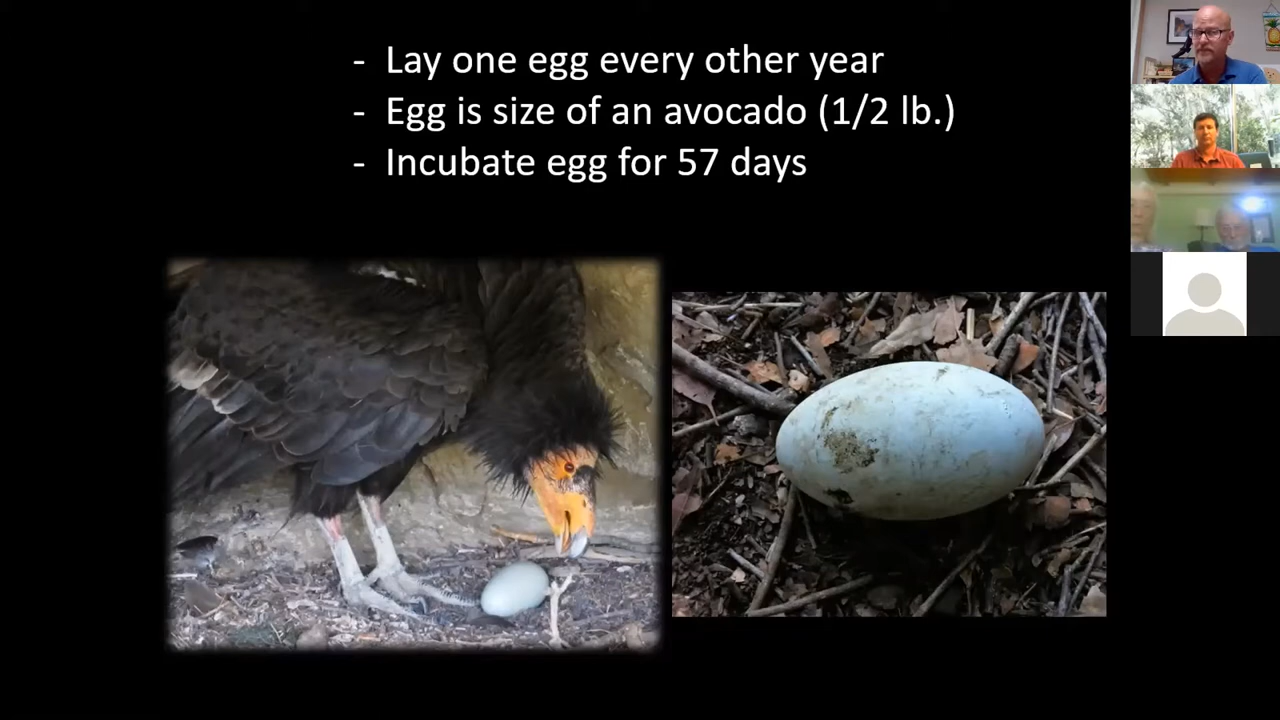 - Lay one egg every other year
- Egg is size of an avocado (1/2 lb.)
- Incubate egg for 57 days